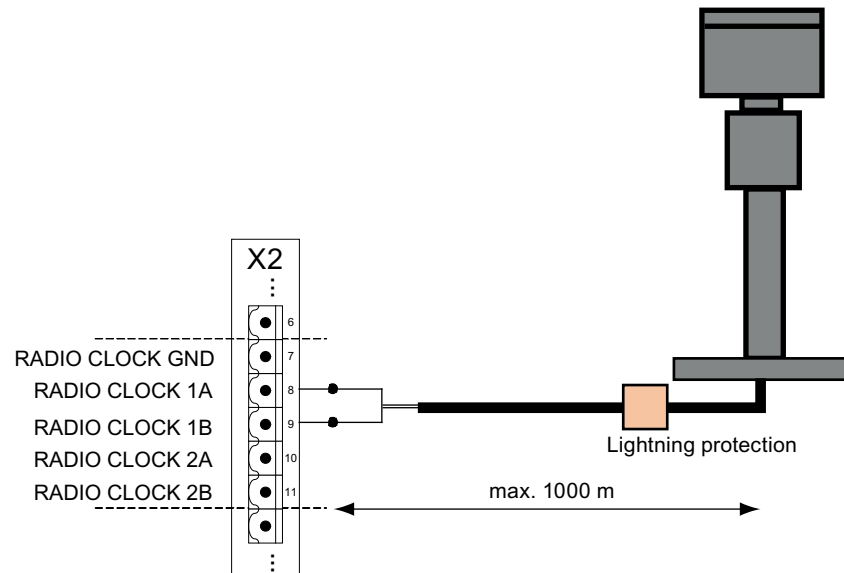 X2
...
6
RADIO CLOCK GND 7
RADIO CLOCK 1A 8
RADIO CLOCK 1B 9
Lightning protection
RADIO CLOCK 2A 10
RADIO CLOCK 2B 11
max. 1000 m
...